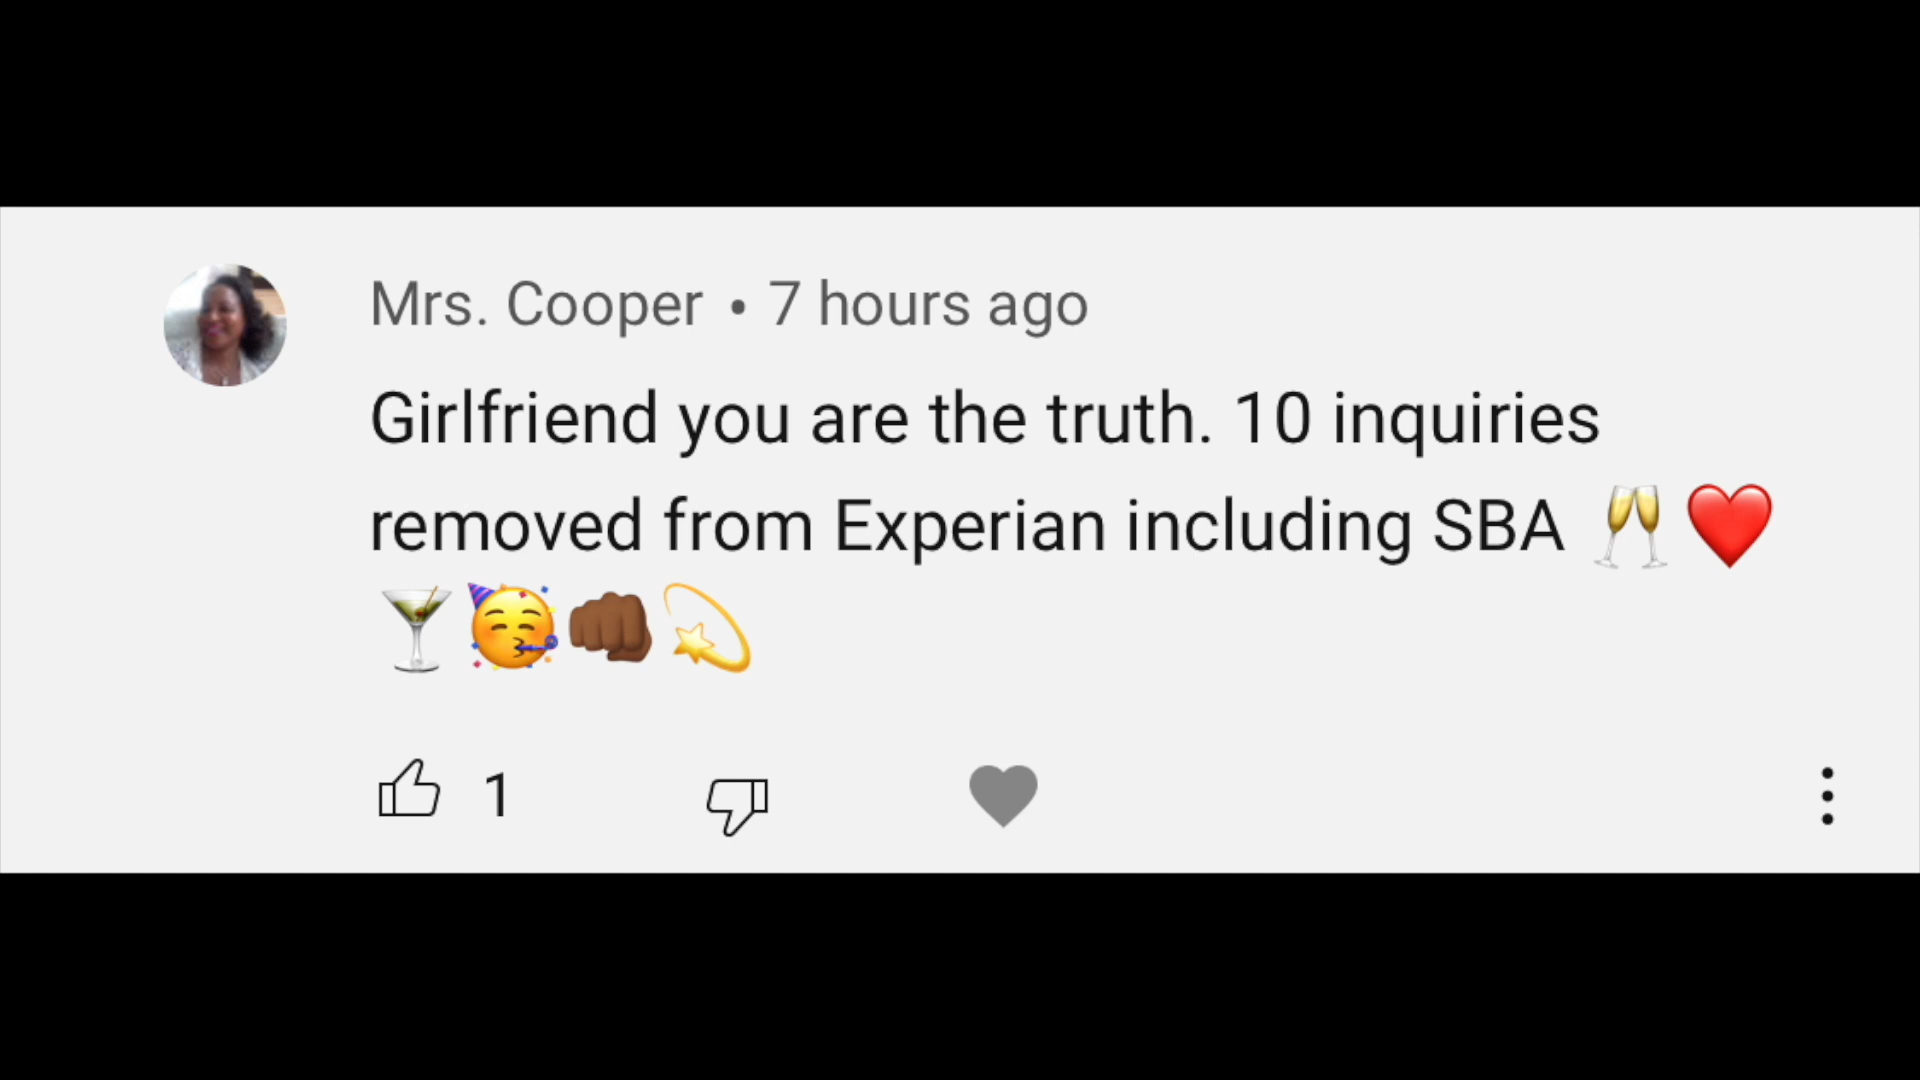 Mrs. Cooper • 7 hours ago
Girlfriend you are the truth. 10 inquiries
removed from Experian including SBA 🥂❤️
🍸🥳👊🏾💫
1